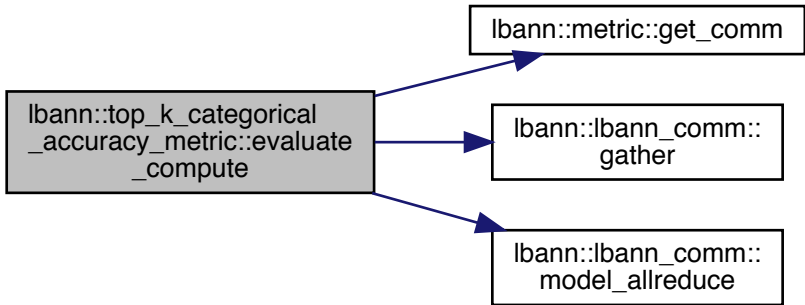 lbann::top_k_categorical
_accuracy_metric::evaluate
_compute
lbann::metric::get_comm
lbann::lbann_comm::
gather
lbann::lbann_comm::
model_allreduce